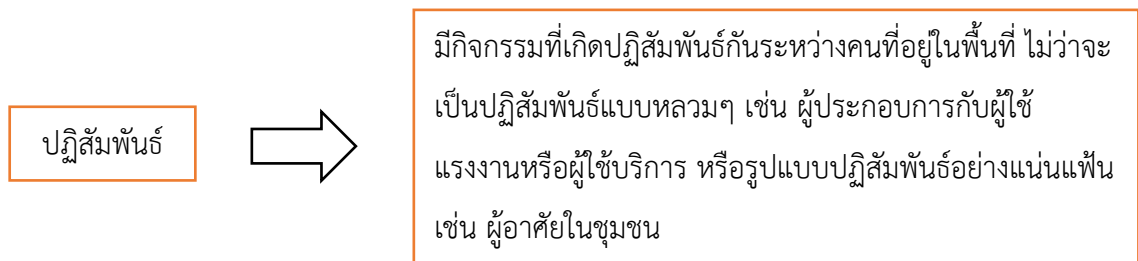 ปฏิสัมพันธ์
มีกิจกรรมที่เกิดปฏิสัมพันธ์กันระหว่างคนที่อยู่ในพื้นที่ ไม่ว่าจะ
เป็นปฏิสัมพันธ์แบบหลวมๆ เช่น ผู้ประกอบการกับผู้ใช้
แรงงานหรือผู้ใช้บริการ หรือรูปแบบปฏิสัมพันธ์อย่างแน่นแฟ้น
เช่น ผู้อาศัยในชุมชน